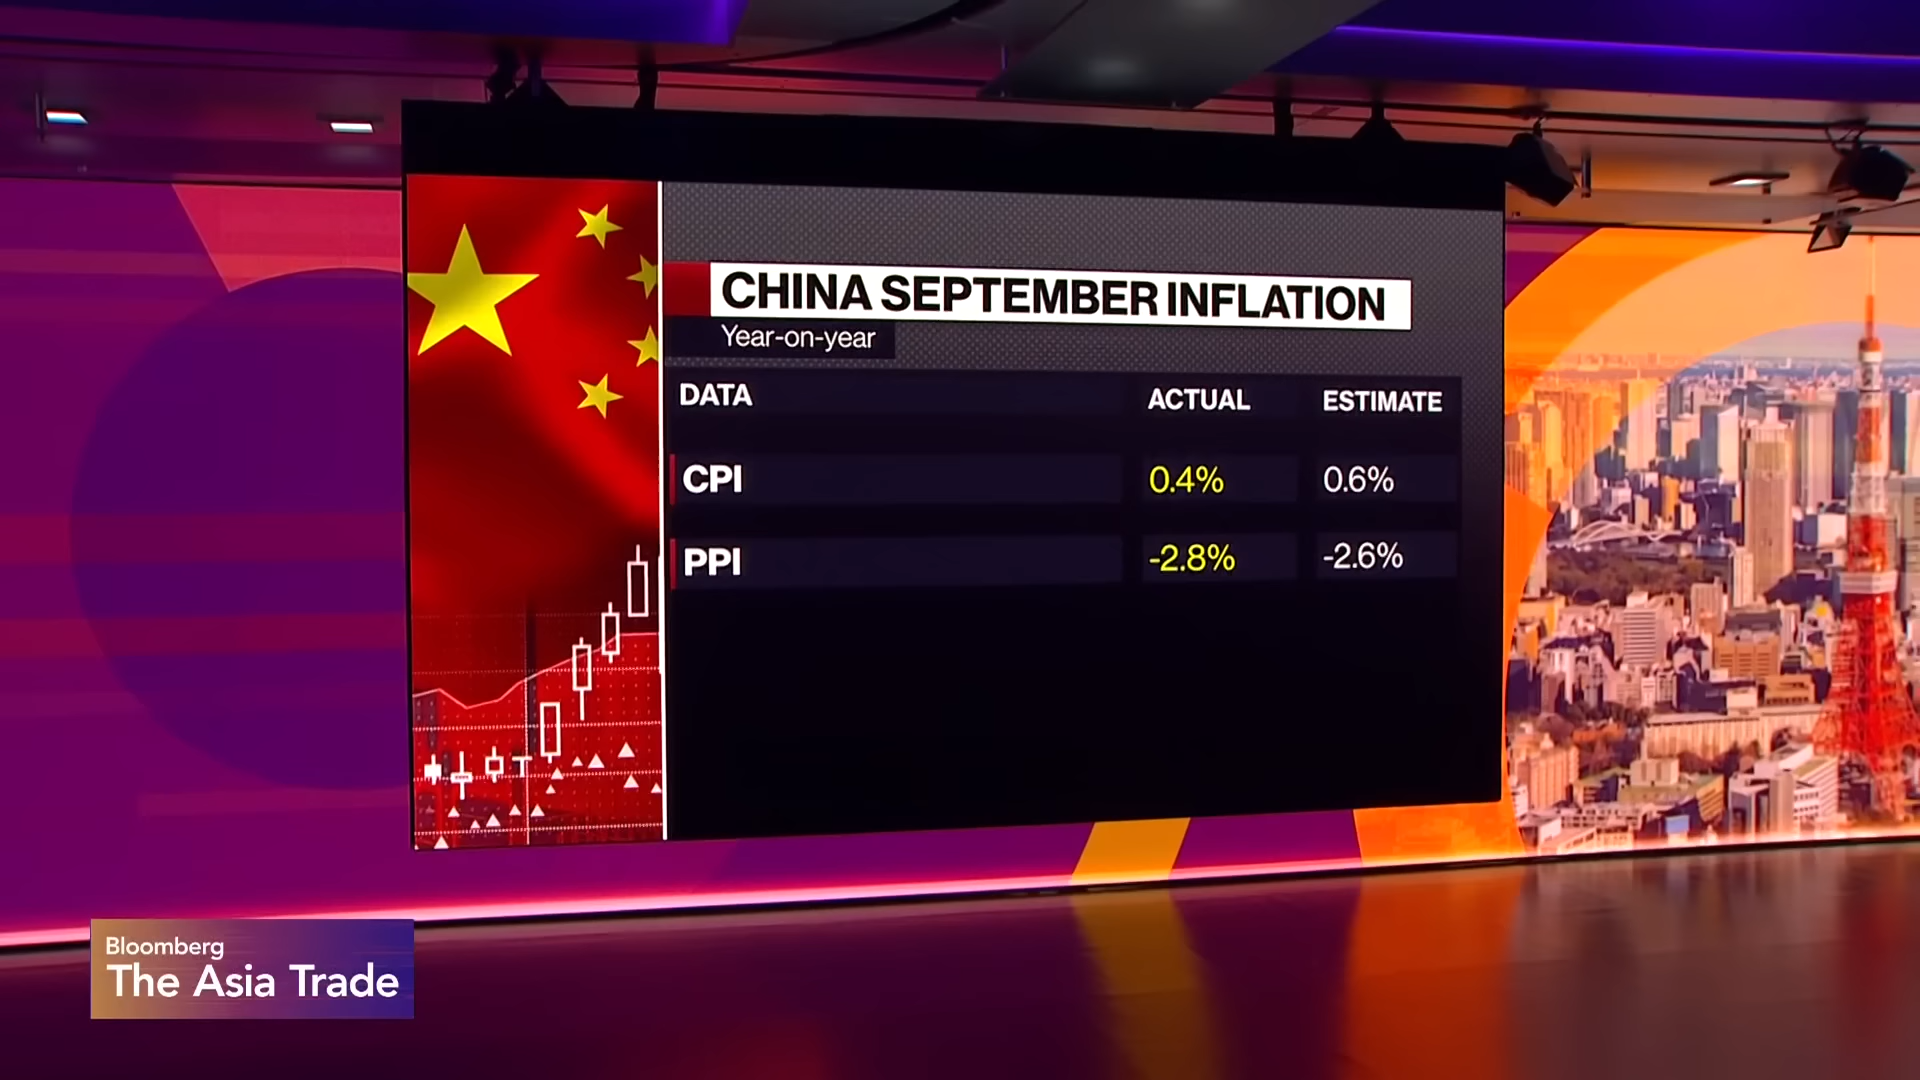 CHINA SEPTEMBER INFLATION
Year-on-year
DATA ACTUAL ESTIMATE
CPI 0.4% 0.6%
PPI -2.8% -2.6%
Bloomberg
The Asia Trade